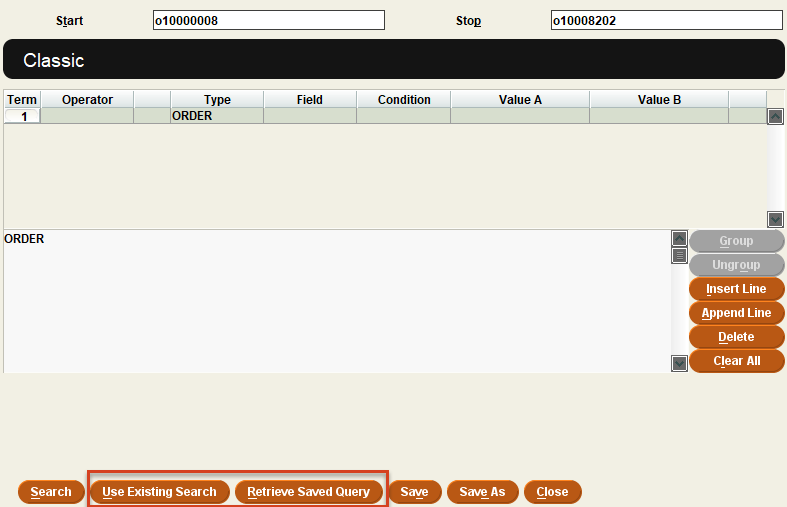 Start o10000008 Stop o10008202
Classic
Term Operator Type Field Condition Value A Value B
1 ORDER
ORDER
Group
Ungroup
Insert Line
Append Line
Delete
Clear All
Search Use Existing Search Retrieve Saved Query Save Save As Close